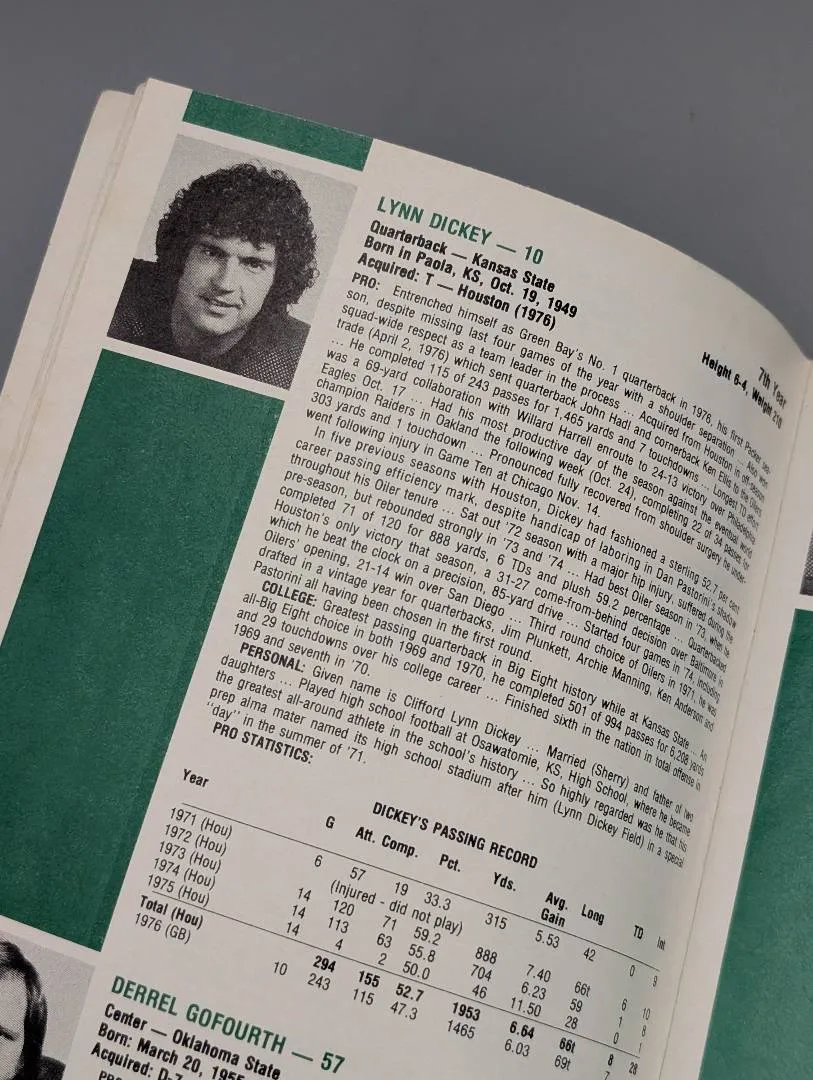 LYNN DICKEY — 10
Quarterback — Kansas State
7th Year
Born in Paola, KS, Oct. 19, 1949
Height 6-4, Weight 210
Acquired: T — Houston (1976)
PRO: Entrenched himself as Green Bay's No. 1 quarterback in 1976, his first Packer sea-
son, despite missing last four games of the year with a shoulder separation ... Also won
squad-wide respect as a team leader in the process ... Acquired from Houston in off-season
trade (April 2, 1976) which sent quarterback John Hadl and cornerback Ken Ellis to the Oilers
... He completed 115 of 243 passes for 1,465 yards and 7 touchdowns ... Longest TD effort
was a 69-yard collaboration with Willard Harrell enroute to 24-13 victory over Philadelphia
Eagles Oct. 17 ... Had his most productive day of the season against the eventual world
champion Raiders in Oakland the following week (Oct. 24), completing 22 of 34 passes for
303 yards and 1 touchdown ... Pronounced fully recovered from shoulder surgery he under-
went following injury in Game Ten at Chicago Nov. 14.
In five previous seasons with Houston, Dickey had fashioned a sterling 52.7 per cent
career passing efficiency mark, despite handicap of laboring in Dan Pastorini's shadow
throughout his Oiler tenure ... Sat out '72 season with a major hip injury, suffered during the
pre-season, but rebounded strongly in '73 and '74 ... Had best Oiler season in '73, when he
completed 71 of 120 for 888 yards, 6 TDs and plush 59.2 percentage ... Quarterbacked
Houston's only victory that season, a 31-27 come-from-behind decision over Baltimore in
which he beat the clock on a precision, 85-yard drive ... Started four games in '74, including
Oilers' opening, 21-14 win over San Diego ... Third round choice of Oilers in 1971, he was
drafted in a vintage year for quarterbacks, Jim Plunkett, Archie Manning, Ken Anderson and
Pastorini all having been chosen in the first round.
COLLEGE: Greatest passing quarterback in Big Eight history while at Kansas State ... An
all-Big Eight choice in both 1969 and 1970, he completed 501 of 994 passes for 6,208 yards
and 29 touchdowns over his college career ... Finished sixth in the nation in total offense in
1969 and seventh in '70.
PERSONAL: Given name is Clifford Lynn Dickey ... Married (Sherry) and father of two
daughters ... Played high school football at Osawatomie, KS, High School, where he became
the greatest all-around athlete in the school's history ... So highly regarded was he that his
prep alma mater named its high school stadium after him (Lynn Dickey Field) in a special
"day" in the summer of '71.
PRO STATISTICS:
DICKEY'S PASSING RECORD
Year G Att. Comp. Pct. Yds. Avg. Gain Long TD Int
1971 (Hou) 6 57 19 33.3 315 5.53 42 0 9
1972 (Hou) (Injured - did not play)
1973 (Hou) 14 120 71 59.2 888 7.40 66t 6 10
1974 (Hou) 14 113 63 55.8 704 6.23 59 1 8
1975 (Hou) 14 4 2 50.0 46 11.50 28 0 1
Total (Hou) 294 155 52.7 1953 6.64 66t 8 28
1976 (GB) 10 243 115 47.3 1465 6.03 69t 7
DERREL GOFOURTH — 57
Center — Oklahoma State
Born: March 20, 1955
Acquired: D-7